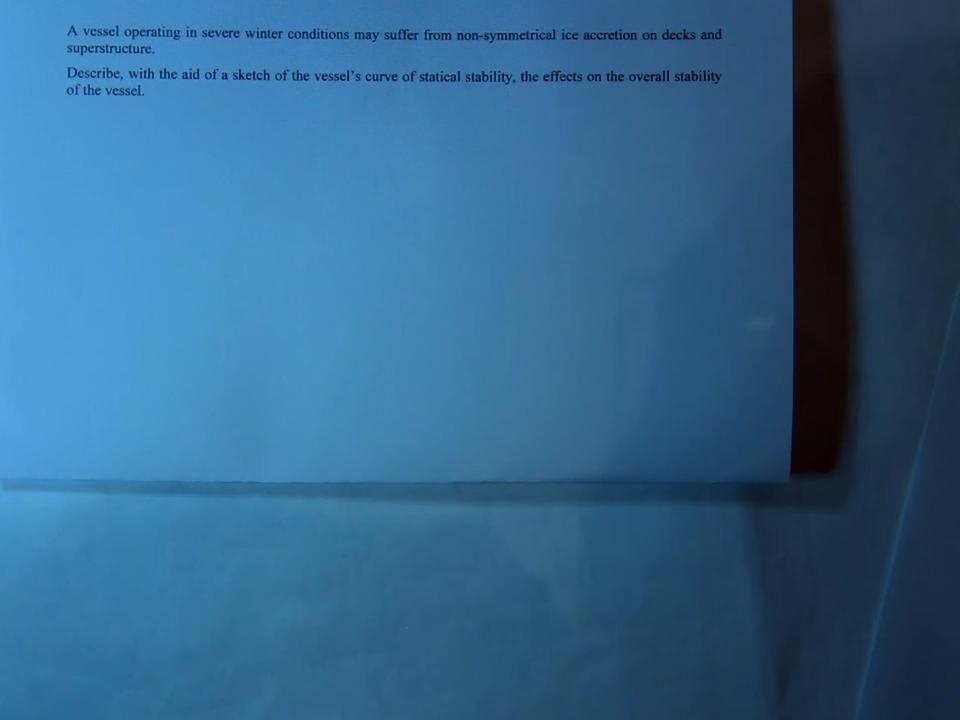 A vessel operating in severe winter conditions may suffer from non-symmetrical ice accretion on decks and
superstructure.
Describe, with the aid of a sketch of the vessel's curve of statical stability, the effects on the overall stability
of the vessel.